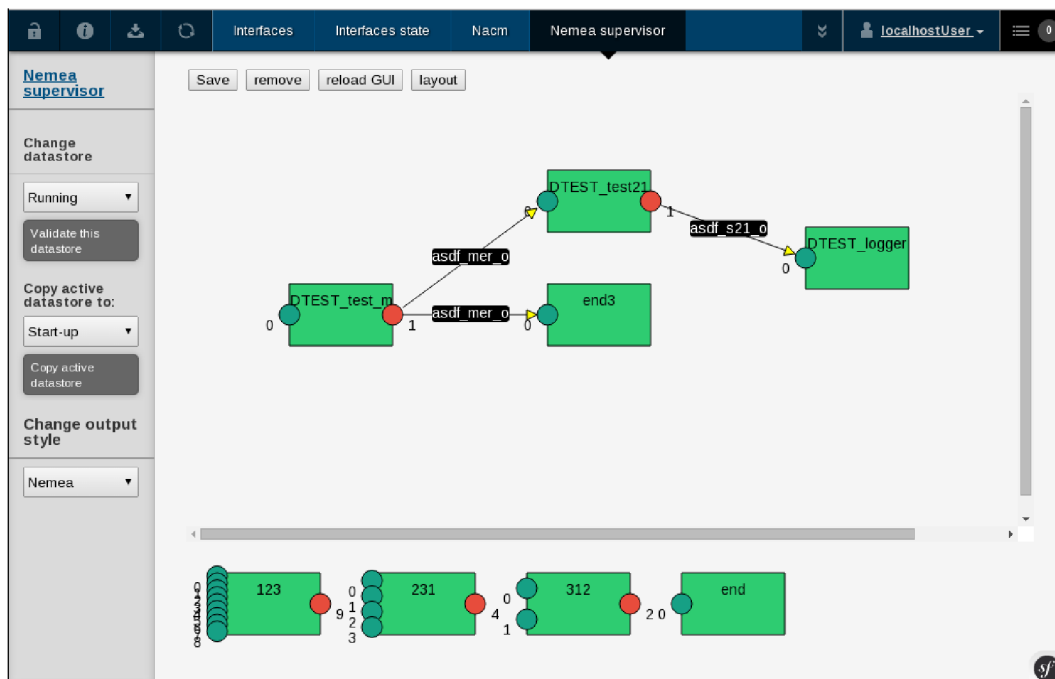 Interfaces
Interfaces state
Nacm
Nemea supervisor
localhostUser
0
Nemea
supervisor
Save
remove
reload GUI
layout
Change
datastore
Running
Validate this
datastore
Copy active
datastore to:
Start-up
Copy active
datastore
Change output
style
Nemea
DTEST_test21
1
asdf_s21_o
DTEST_logger
0
asdf_mer_o
DTEST_test_m
0
1
asdf_mer_o
0
end3
123
9
231
0
1
2
3
4
312
0
1
2
0
end
sf